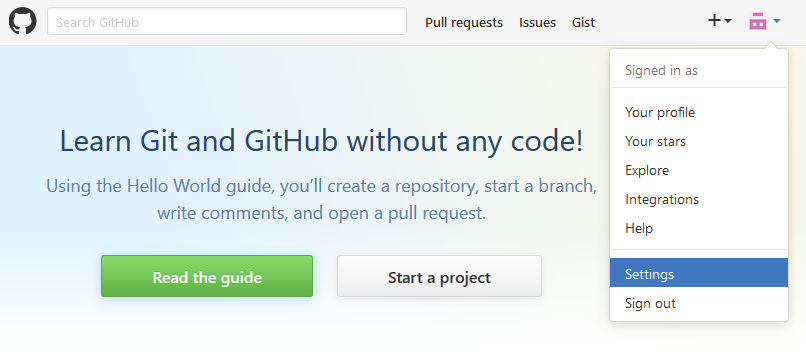 Search GitHub
Pull requests
Issues
Gist
Signed in as
Your profile
Your stars
Explore
Integrations
Help
Settings
Sign out
Learn Git and GitHub without any code!
Using the Hello World guide, you’ll create a repository, start a branch,
write comments, and open a pull request.
Read the guide
Start a project